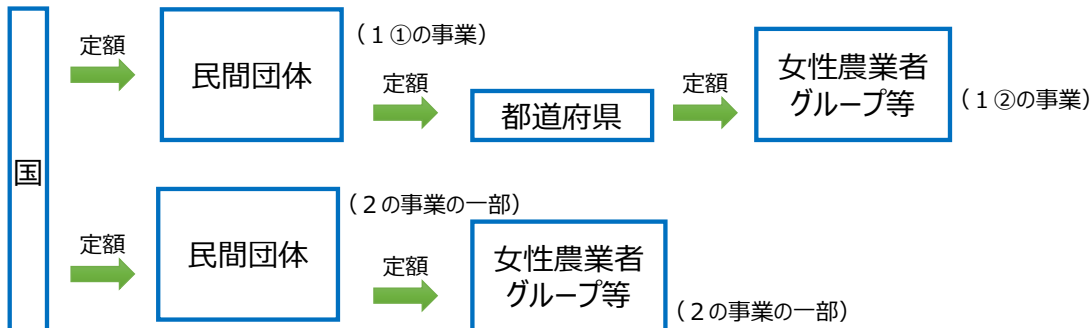 国
定額
民間団体
（１①の事業）
定額
都道府県
定額
女性農業者
グループ等
（１②の事業）
定額
民間団体
（２の事業の一部）
定額
女性農業者
グループ等
（２の事業の一部）